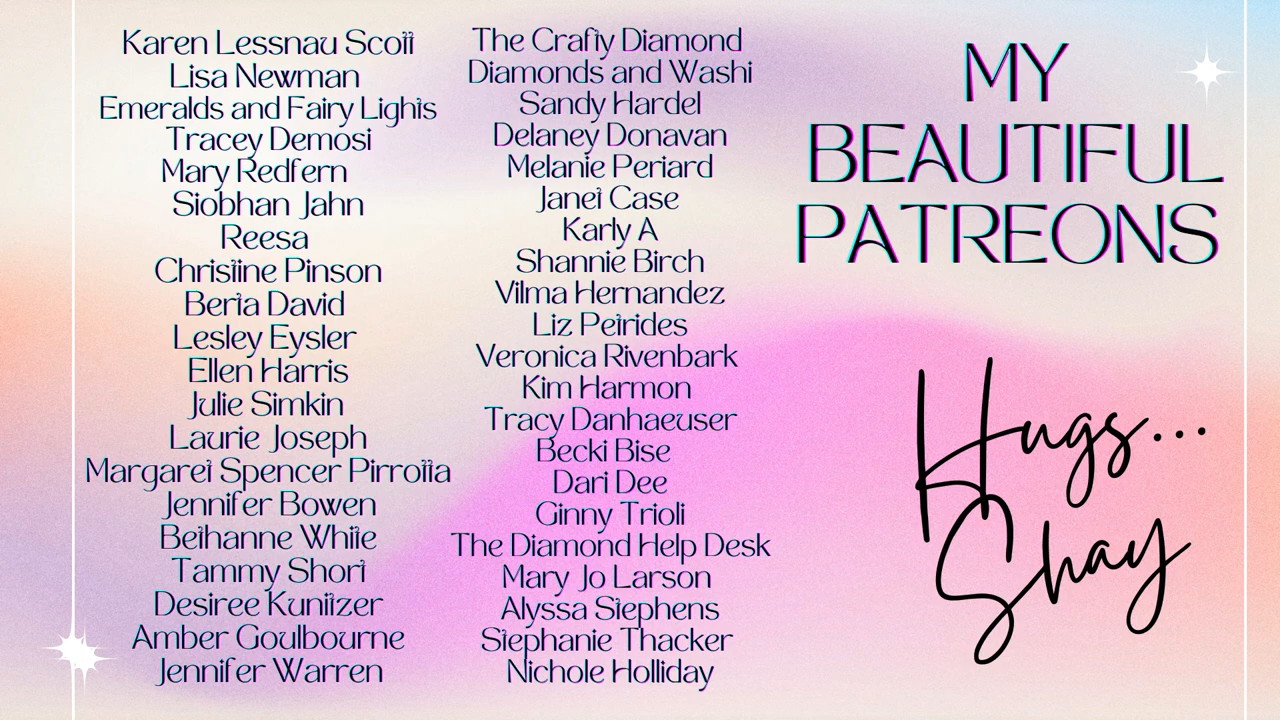 Karen Lessnau Scott
Lisa Newman
Emeralds and Fairy Lights
Tracey Demost
Mary Redfern
Siobhan Jahn
Reesa
Christine Pinson
Berta David
Lesley Eysler
Ellen Harris
Julie Simkin
Laurie Joseph
Margaret Spencer Pirrotta
Jennifer Bowen
Bethanne White
Tammy Short
Desiree Kunitzer
Amber Goulbourne
Jennifer Warren
The Crafty Diamond
Diamonds and Washi
Sandy Hardel
Delaney Donavan
Melanie Periard
Janet Case
Karly A
Shannie Birch
Vilma Hernandez
Liz Petrides
Veronica Rivenbark
Kim Harmon
Tracy Danhaeuser
Becki Bise
Dari Dee
Ginny Trioli
The Diamond Help Desk
Mary Jo Larson
Alyssa Stephens
Stephanie Thacker
Nichole Holliday
MY
BEAUTIFUL
PATREONS
Hugs...
Shay